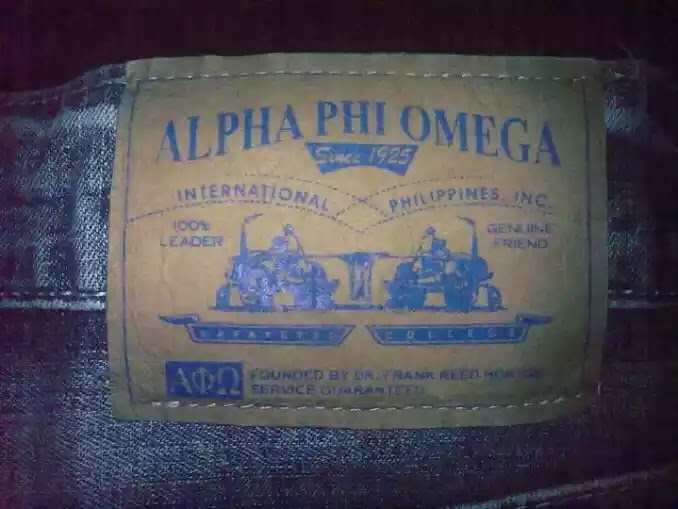 ALPHA PHI OMEGA
Since 1925
INTERNATIONAL PHILIPPINES, INC.
100% LEADER
GENUINE FRIEND
LAFAYETTE COLLEGE
ΑΦΩ
FOUNDED BY DR. FRANK REED HORTON
SERVICE GUARANTEED